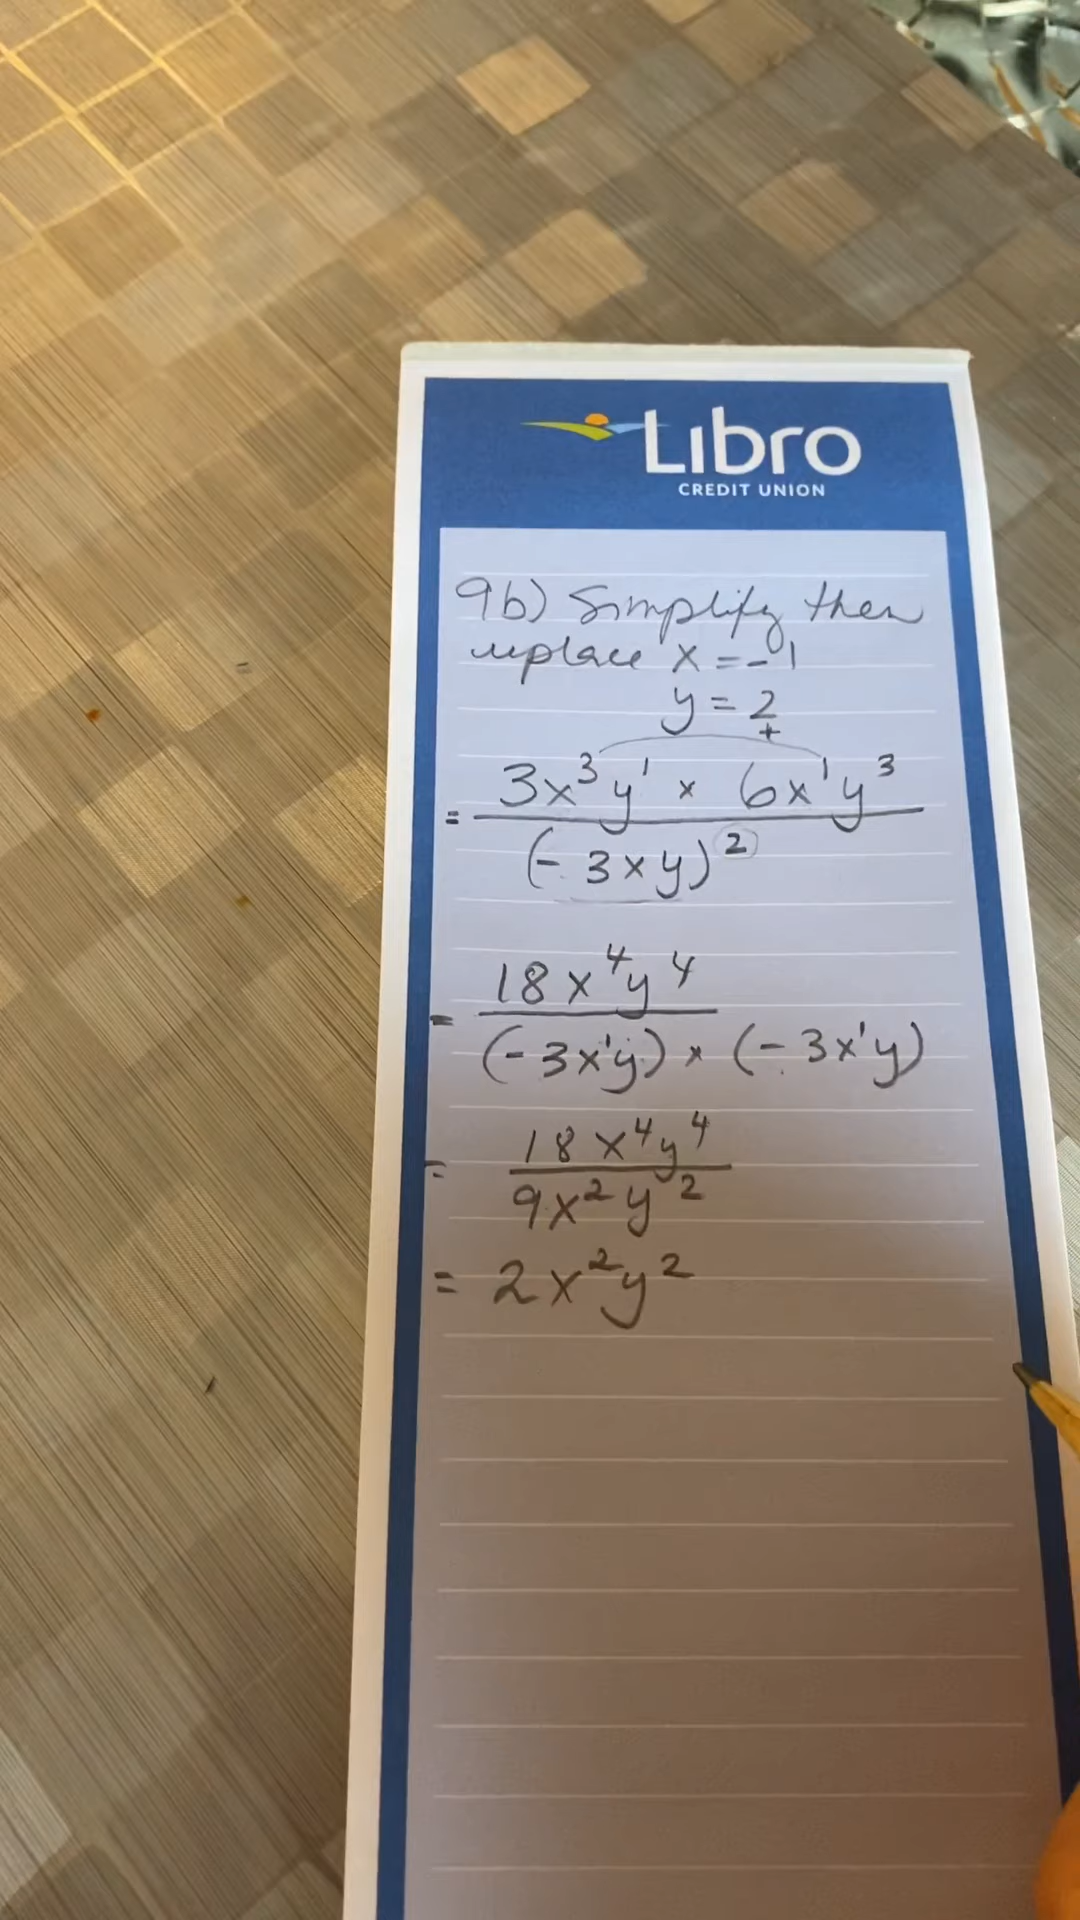 Libro
CREDIT UNION
9b) Simplify then
replace x = -1
y = 2
+
= 3x³y¹ × 6x¹y³
(-3xy)²
= 18x⁴y⁴
(-3x¹y) × (-3x¹y)
= 18x⁴y⁴
9x²y²
= 2x²y²